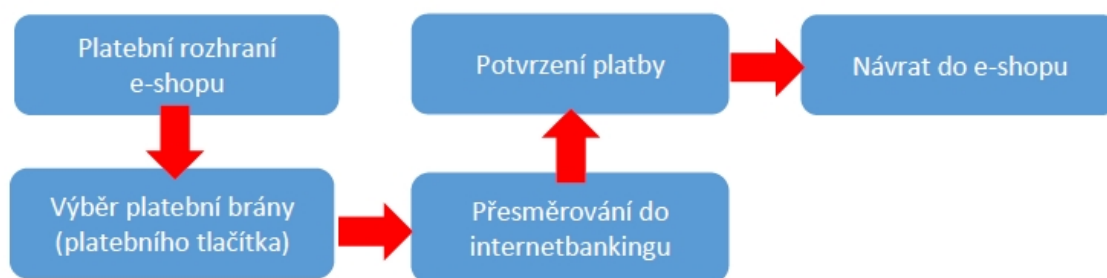 Platební rozhraní
e-shopu
Výběr platební brány
(platebního tlačítka)
Přesměrování do
internetbankingu
Potvrzení platby
Návrat do e-shopu